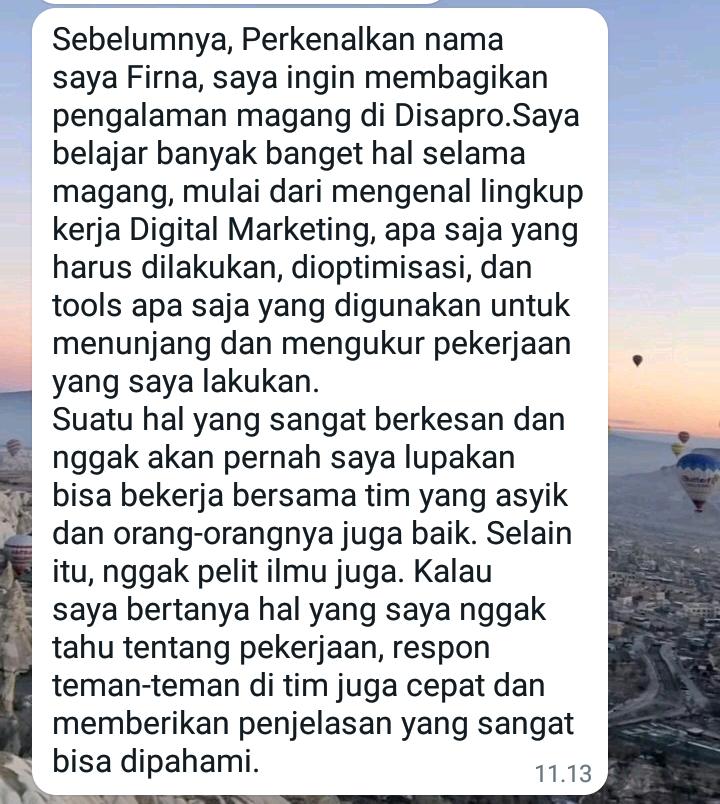 Sebelumnya, Perkenalkan nama
saya Firna, saya ingin membagikan
pengalaman magang di Disapro.Saya
belajar banyak banget hal selama
magang, mulai dari mengenal lingkup
kerja Digital Marketing, apa saja yang
harus dilakukan, dioptimisasi, dan
tools apa saja yang digunakan untuk
menunjang dan mengukur pekerjaan
yang saya lakukan.
Suatu hal yang sangat berkesan dan
nggak akan pernah saya lupakan
bisa bekerja bersama tim yang asyik
dan orang-orangnya juga baik. Selain
itu, nggak pelit ilmu juga. Kalau
saya bertanya hal yang saya nggak
tahu tentang pekerjaan, respon
teman-teman di tim juga cepat dan
memberikan penjelasan yang sangat
bisa dipahami.
11.13